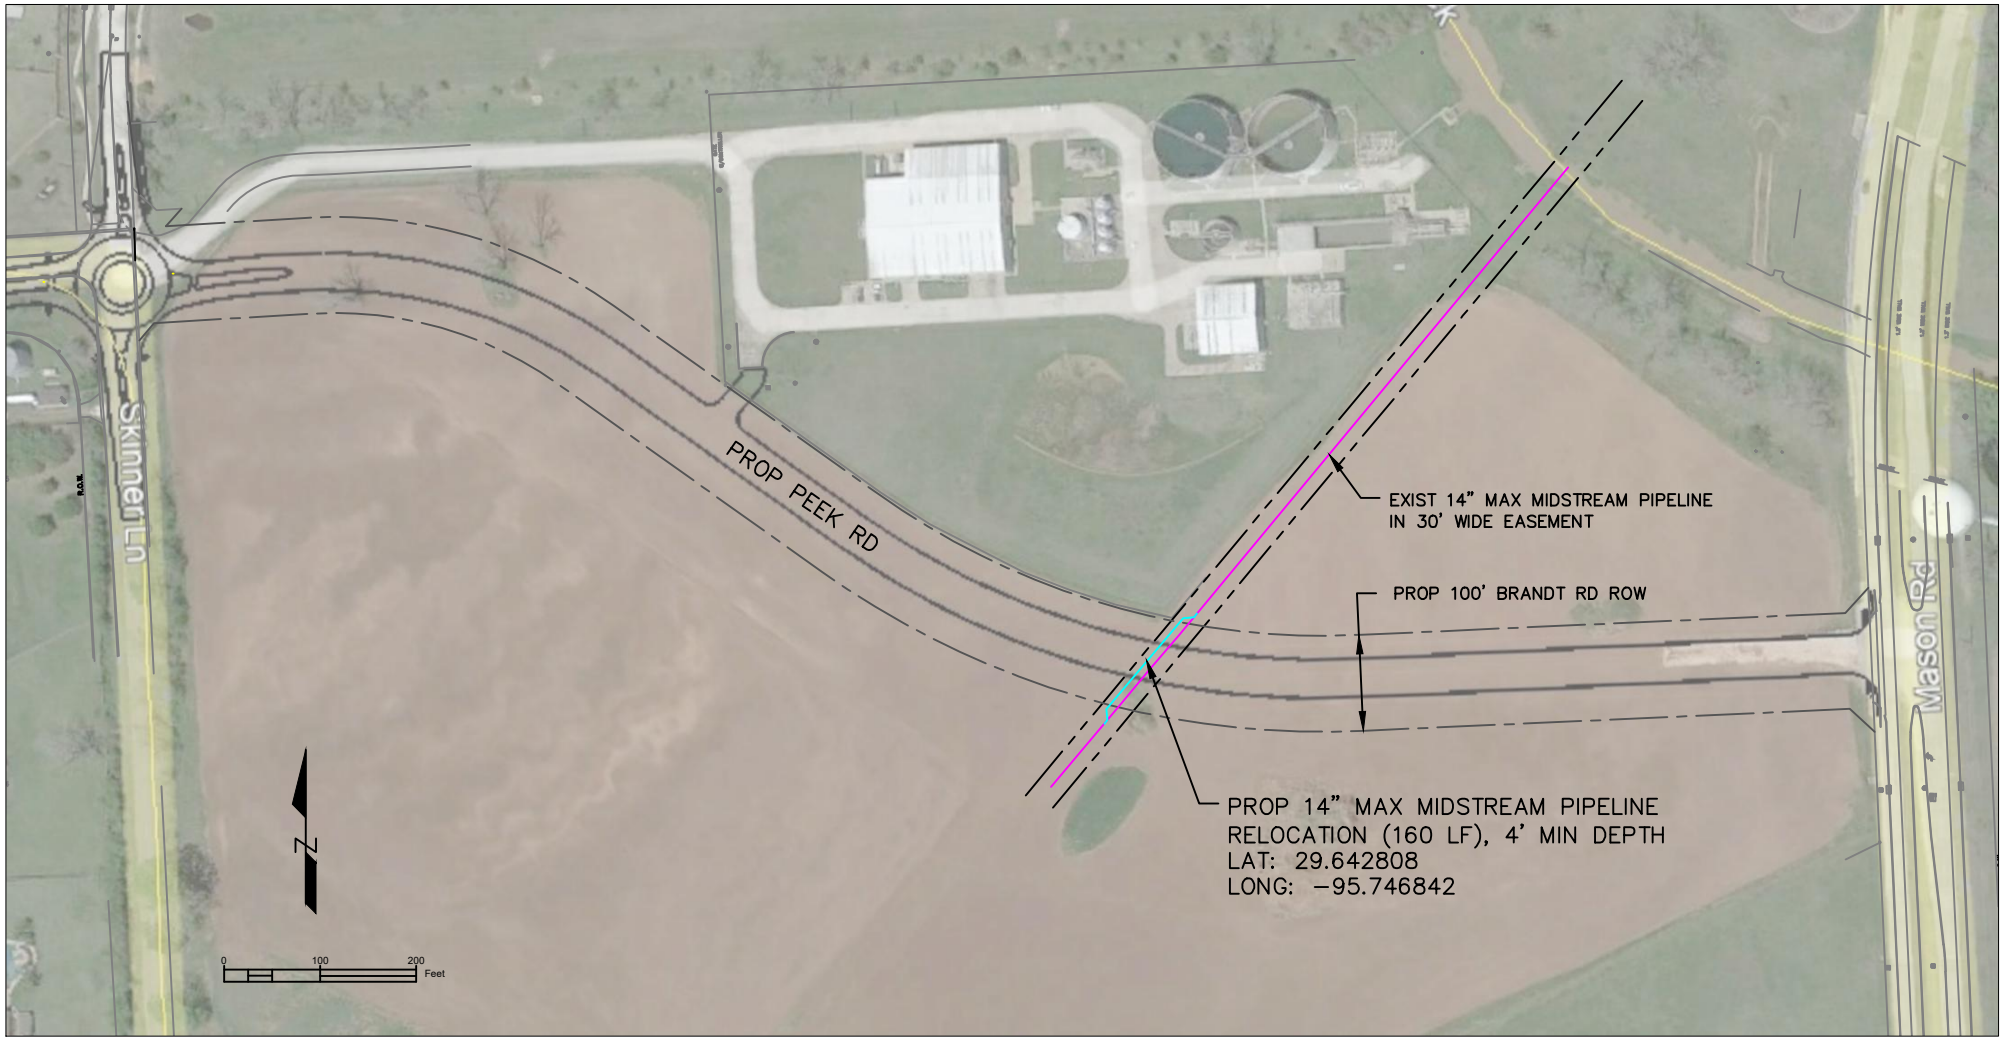 Skinner Ln
R.O.W.
PROP PEEK RD
EXIST 14" MAX MIDSTREAM PIPELINE
IN 30' WIDE EASEMENT
PROP 100' BRANDT RD ROW
Mason Rd
PROP 14" MAX MIDSTREAM PIPELINE
RELOCATION (160 LF), 4' MIN DEPTH
LAT: 29.642808
LONG: -95.746842
N
0 100 200
Feet